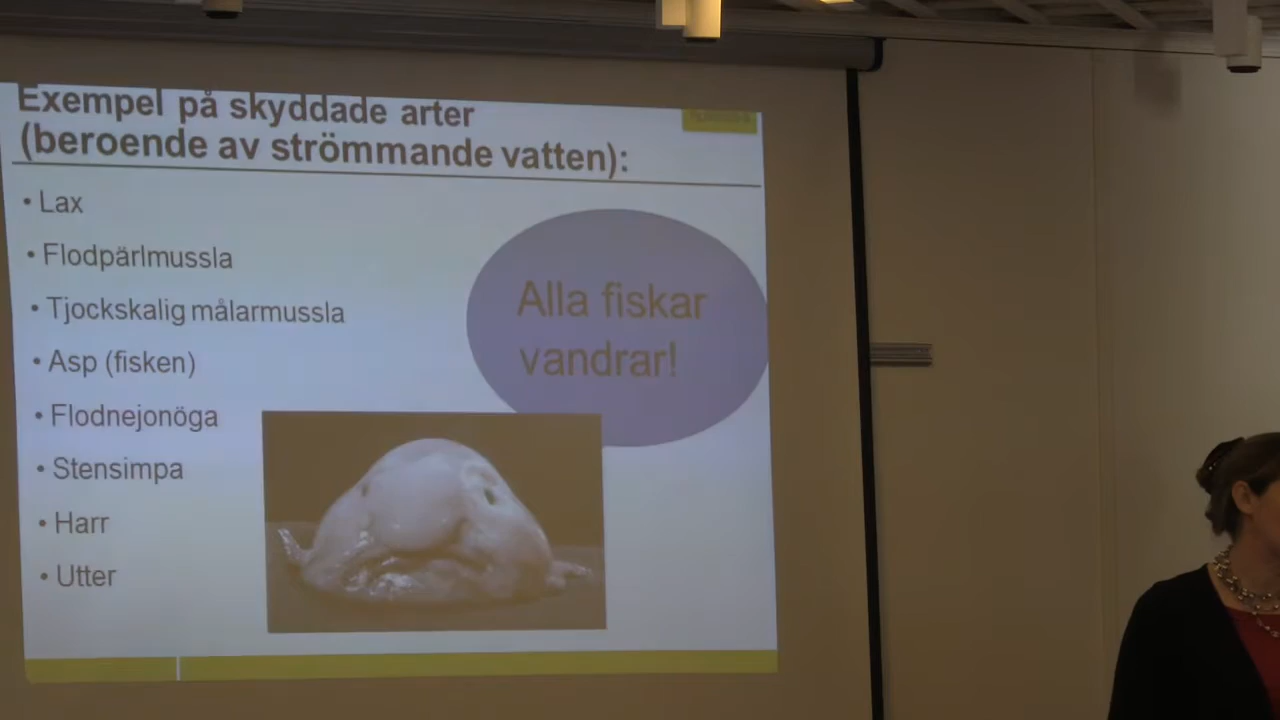 Exempel på skyddade arter
(beroende av strömmande vatten):
• Lax
• Flodpärlmussla
• Tjockskalig målarmussla
• Asp (fisken)
• Flodnejonöga
• Stensimpa
• Harr
• Utter
Alla fiskar
vandrar!